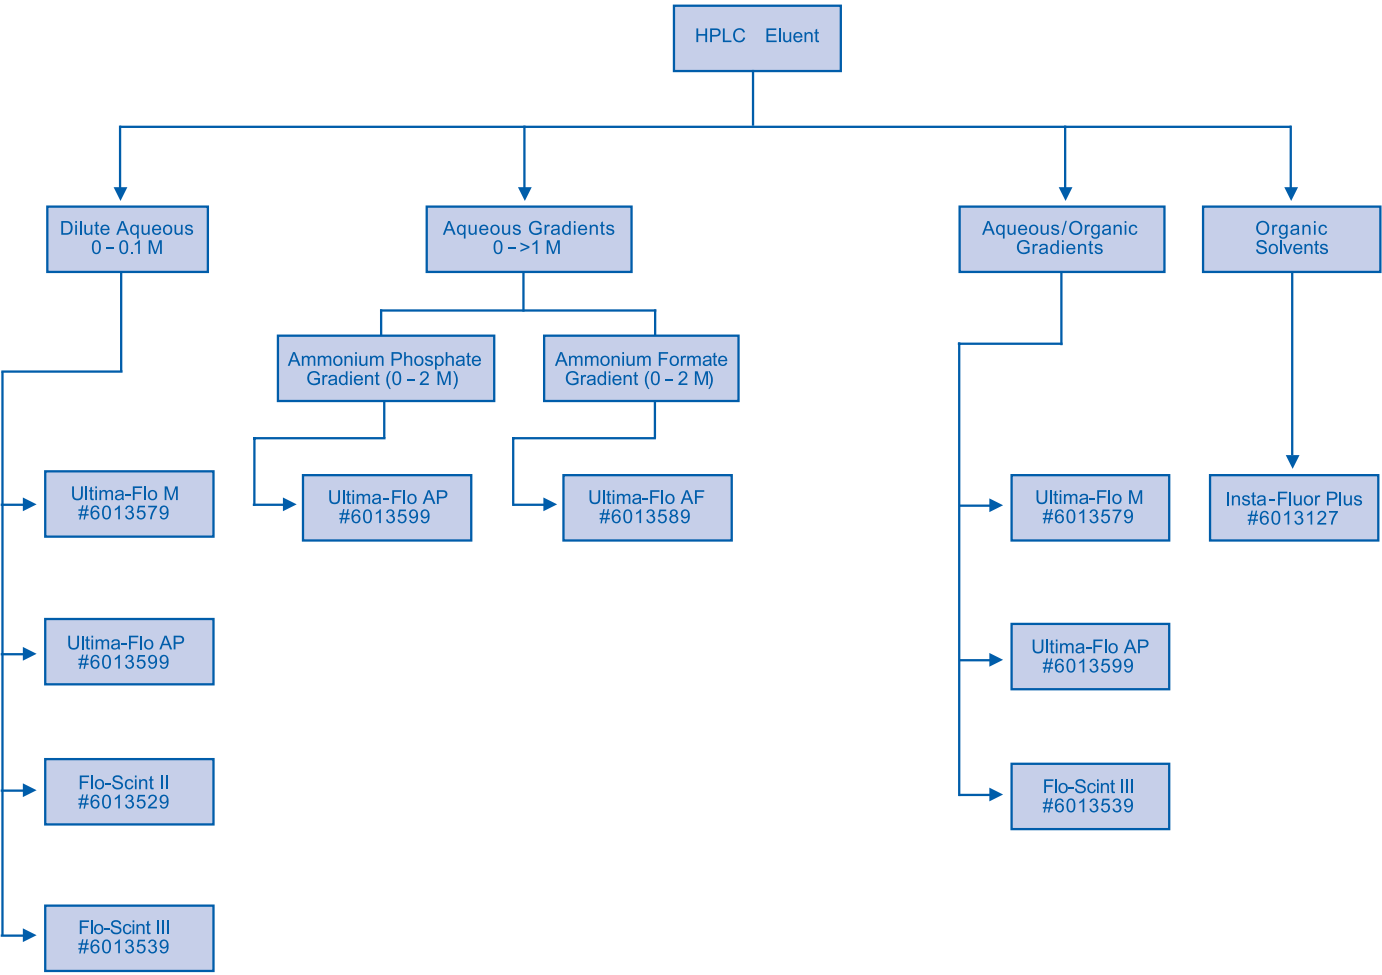 HPLC Eluent
Dilute Aqueous
0 – 0.1 M
Aqueous Gradients
0 – >1 M
Aqueous/Organic
Gradients
Organic
Solvents
Ammonium Phosphate
Gradient (0 – 2 M)
Ammonium Formate
Gradient (0 – 2 M)
Ultima-Flo M
#6013579
Ultima-Flo AP
#6013599
Ultima-Flo AF
#6013589
Ultima-Flo M
#6013579
Insta-Fluor Plus
#6013127
Ultima-Flo AP
#6013599
Ultima-Flo AP
#6013599
Flo-Scint II
#6013529
Flo-Scint III
#6013539
Flo-Scint III
#6013539